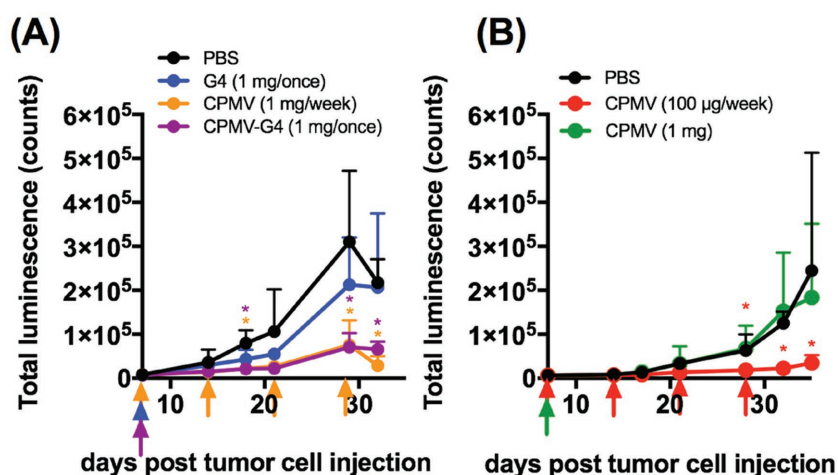 (A)
PBS
G4 (1 mg/once)
CPMV (1 mg/week)
CPMV-G4 (1 mg/once)
Total luminescence (counts)
6×10⁵
5×10⁵
4×10⁵
3×10⁵
2×10⁵
1×10⁵
0
* *
* *
* *
10 20 30
days post tumor cell injection
(B)
PBS
CPMV (100 µg/week)
CPMV (1 mg)
Total luminescence (counts)
6×10⁵
5×10⁵
4×10⁵
3×10⁵
2×10⁵
1×10⁵
0
* * *
10 20 30
days post tumor cell injection